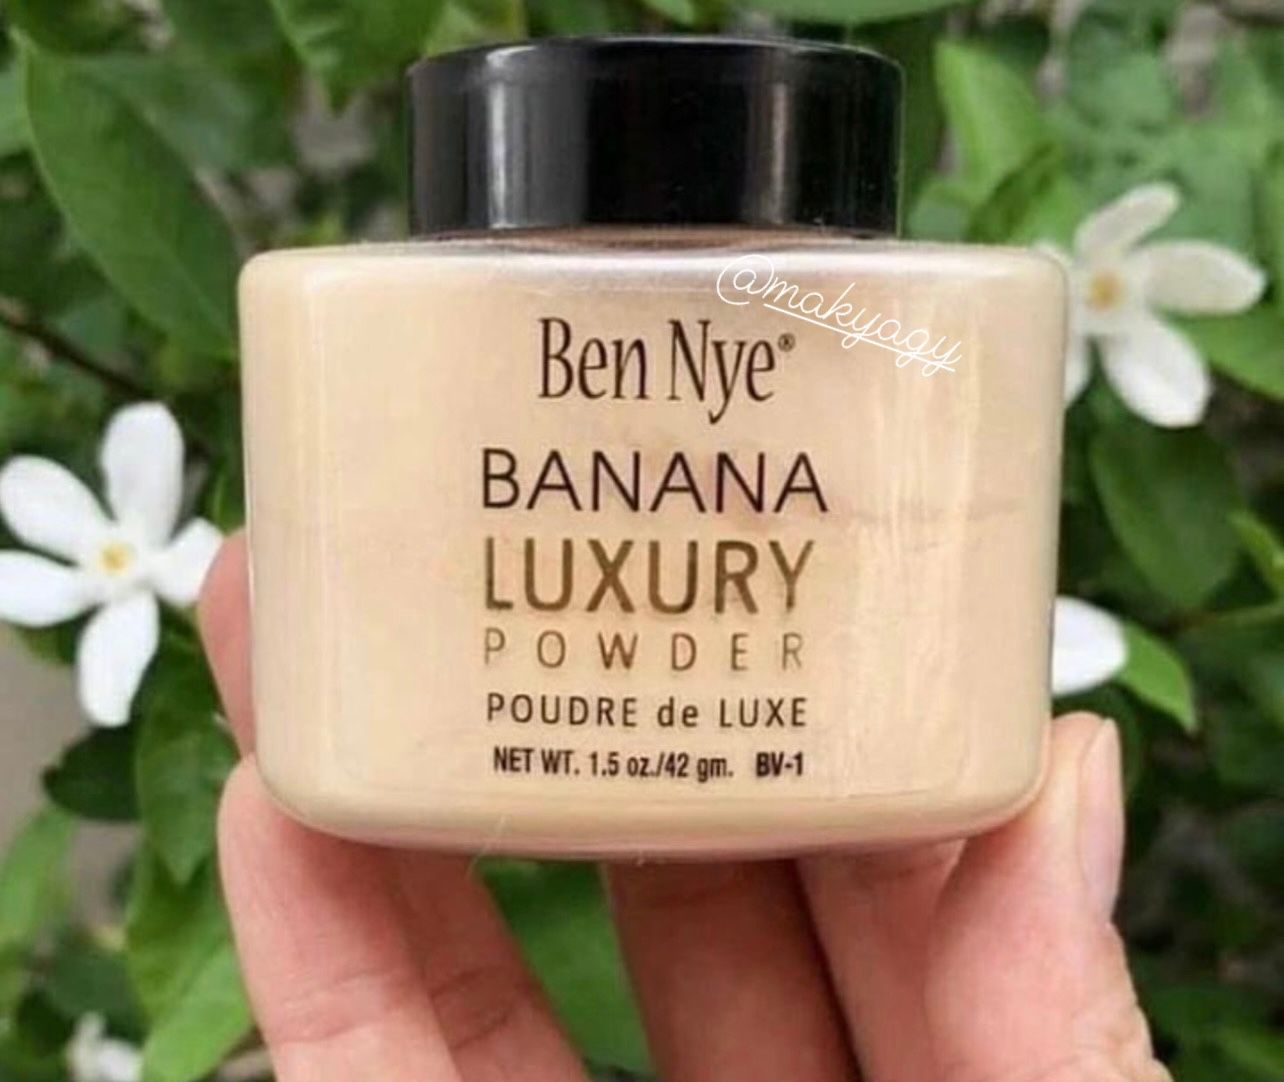 @makyagy
Ben Nye®
BANANA
LUXURY
POWDER
POUDRE de LUXE
NET WT. 1.5 oz./42 gm. BV-1